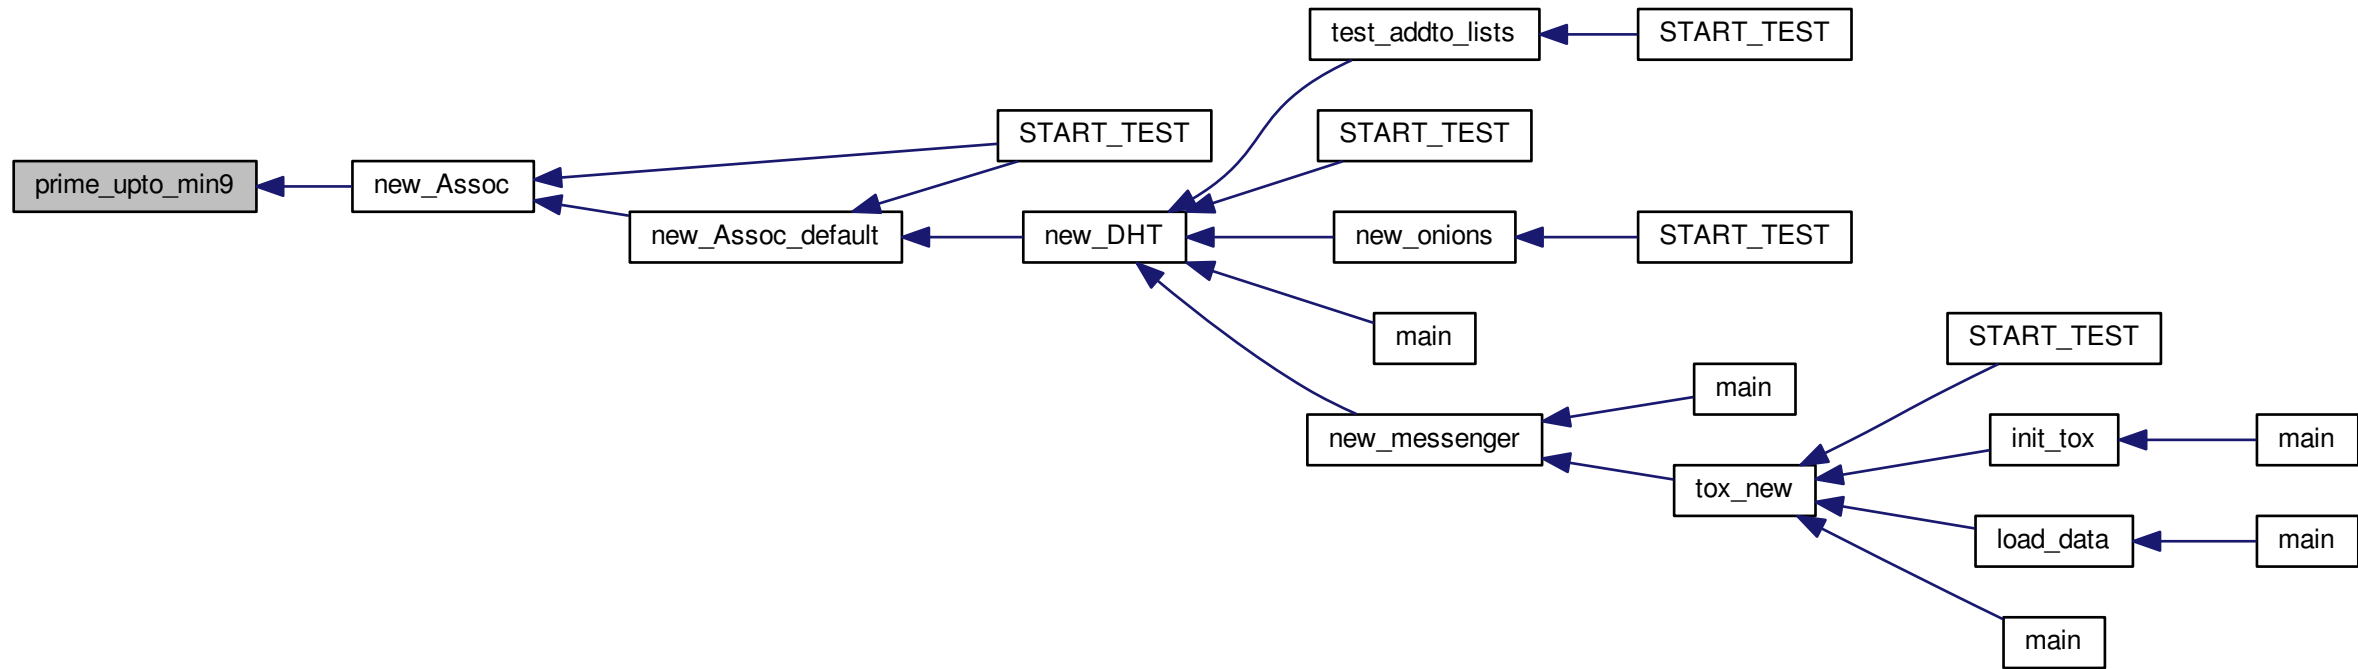 test_addto_lists
START_TEST
START_TEST
START_TEST
prime_upto_min9
new_Assoc
new_Assoc_default
new_DHT
new_onions
START_TEST
main
START_TEST
main
new_messenger
init_tox
main
tox_new
load_data
main
main